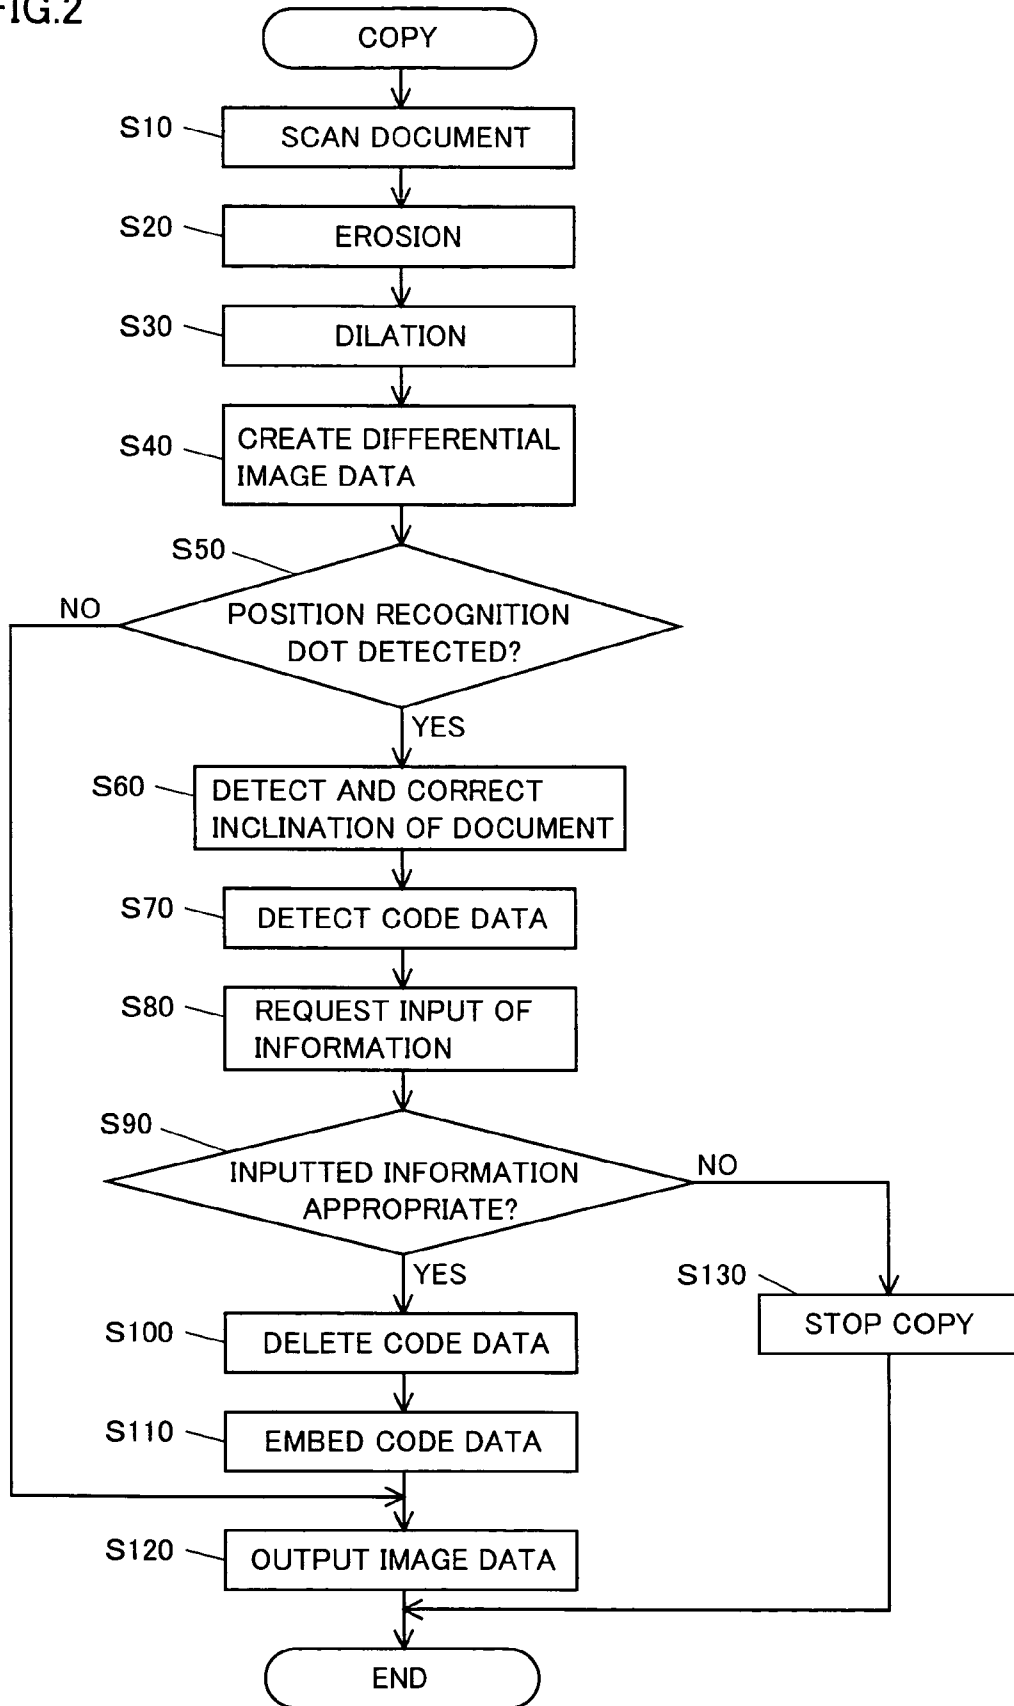 FIG.2
COPY
S10
SCAN DOCUMENT
S20
EROSION
S30
DILATION
S40
CREATE DIFFERENTIAL
IMAGE DATA
S50
NO
POSITION RECOGNITION
DOT DETECTED?
YES
S60
DETECT AND CORRECT
INCLINATION OF DOCUMENT
S70
DETECT CODE DATA
S80
REQUEST INPUT OF
INFORMATION
S90
INPUTTED INFORMATION
APPROPRIATE?
NO
YES
S130
STOP COPY
S100
DELETE CODE DATA
S110
EMBED CODE DATA
S120
OUTPUT IMAGE DATA
END